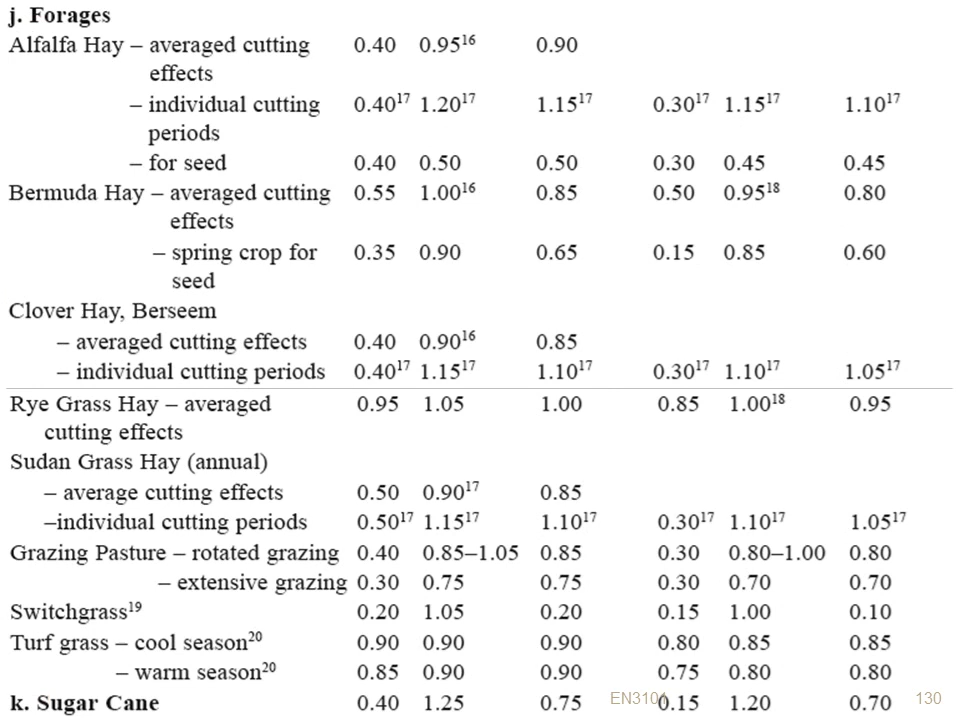 j. Forages
Alfalfa Hay – averaged cutting 0.40 0.95¹⁶ 0.90
effects
– individual cutting 0.40¹⁷ 1.20¹⁷ 1.15¹⁷ 0.30¹⁷ 1.15¹⁷ 1.10¹⁷
periods
– for seed 0.40 0.50 0.50 0.30 0.45 0.45
Bermuda Hay – averaged cutting 0.55 1.00¹⁶ 0.85 0.50 0.95¹⁸ 0.80
effects
– spring crop for 0.35 0.90 0.65 0.15 0.85 0.60
seed
Clover Hay, Berseem
– averaged cutting effects 0.40 0.90¹⁶ 0.85
– individual cutting periods 0.40¹⁷ 1.15¹⁷ 1.10¹⁷ 0.30¹⁷ 1.10¹⁷ 1.05¹⁷
Rye Grass Hay – averaged 0.95 1.05 1.00 0.85 1.00¹⁸ 0.95
cutting effects
Sudan Grass Hay (annual)
– average cutting effects 0.50 0.90¹⁷ 0.85
–individual cutting periods 0.50¹⁷ 1.15¹⁷ 1.10¹⁷ 0.30¹⁷ 1.10¹⁷ 1.05¹⁷
Grazing Pasture – rotated grazing 0.40 0.85–1.05 0.85 0.30 0.80–1.00 0.80
– extensive grazing 0.30 0.75 0.75 0.30 0.70 0.70
Switchgrass¹⁹ 0.20 1.05 0.20 0.15 1.00 0.10
Turf grass – cool season²⁰ 0.90 0.90 0.90 0.80 0.85 0.85
– warm season²⁰ 0.85 0.90 0.90 0.75 0.80 0.80
k. Sugar Cane 0.40 1.25 0.75 0.15 1.20 0.70
EN3101 130